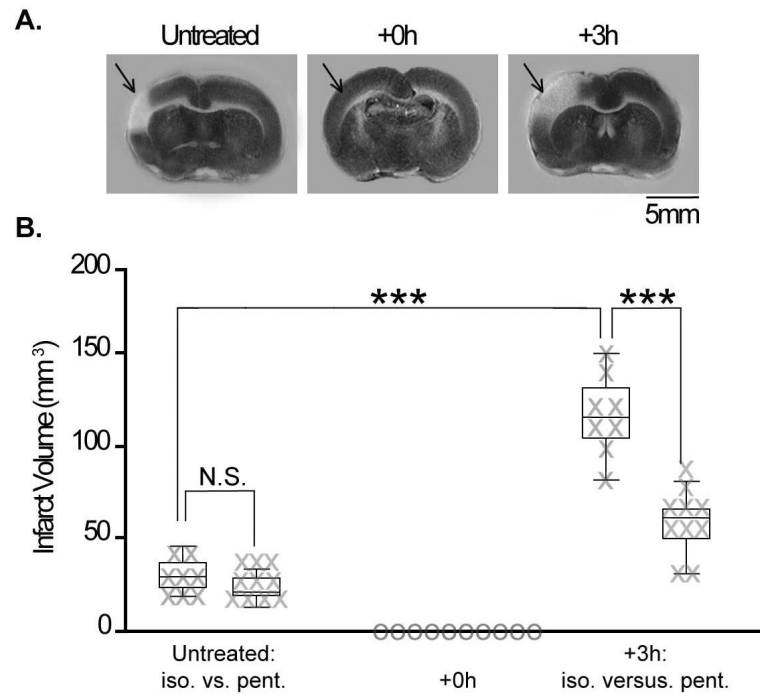 A.
Untreated +0h +3h
5mm
B.
Infarct Volume (mm³)
200
150
100
50
0
***
***
N.S.
Untreated:
iso. vs. pent.
+0h
+3h:
iso. versus. pent.